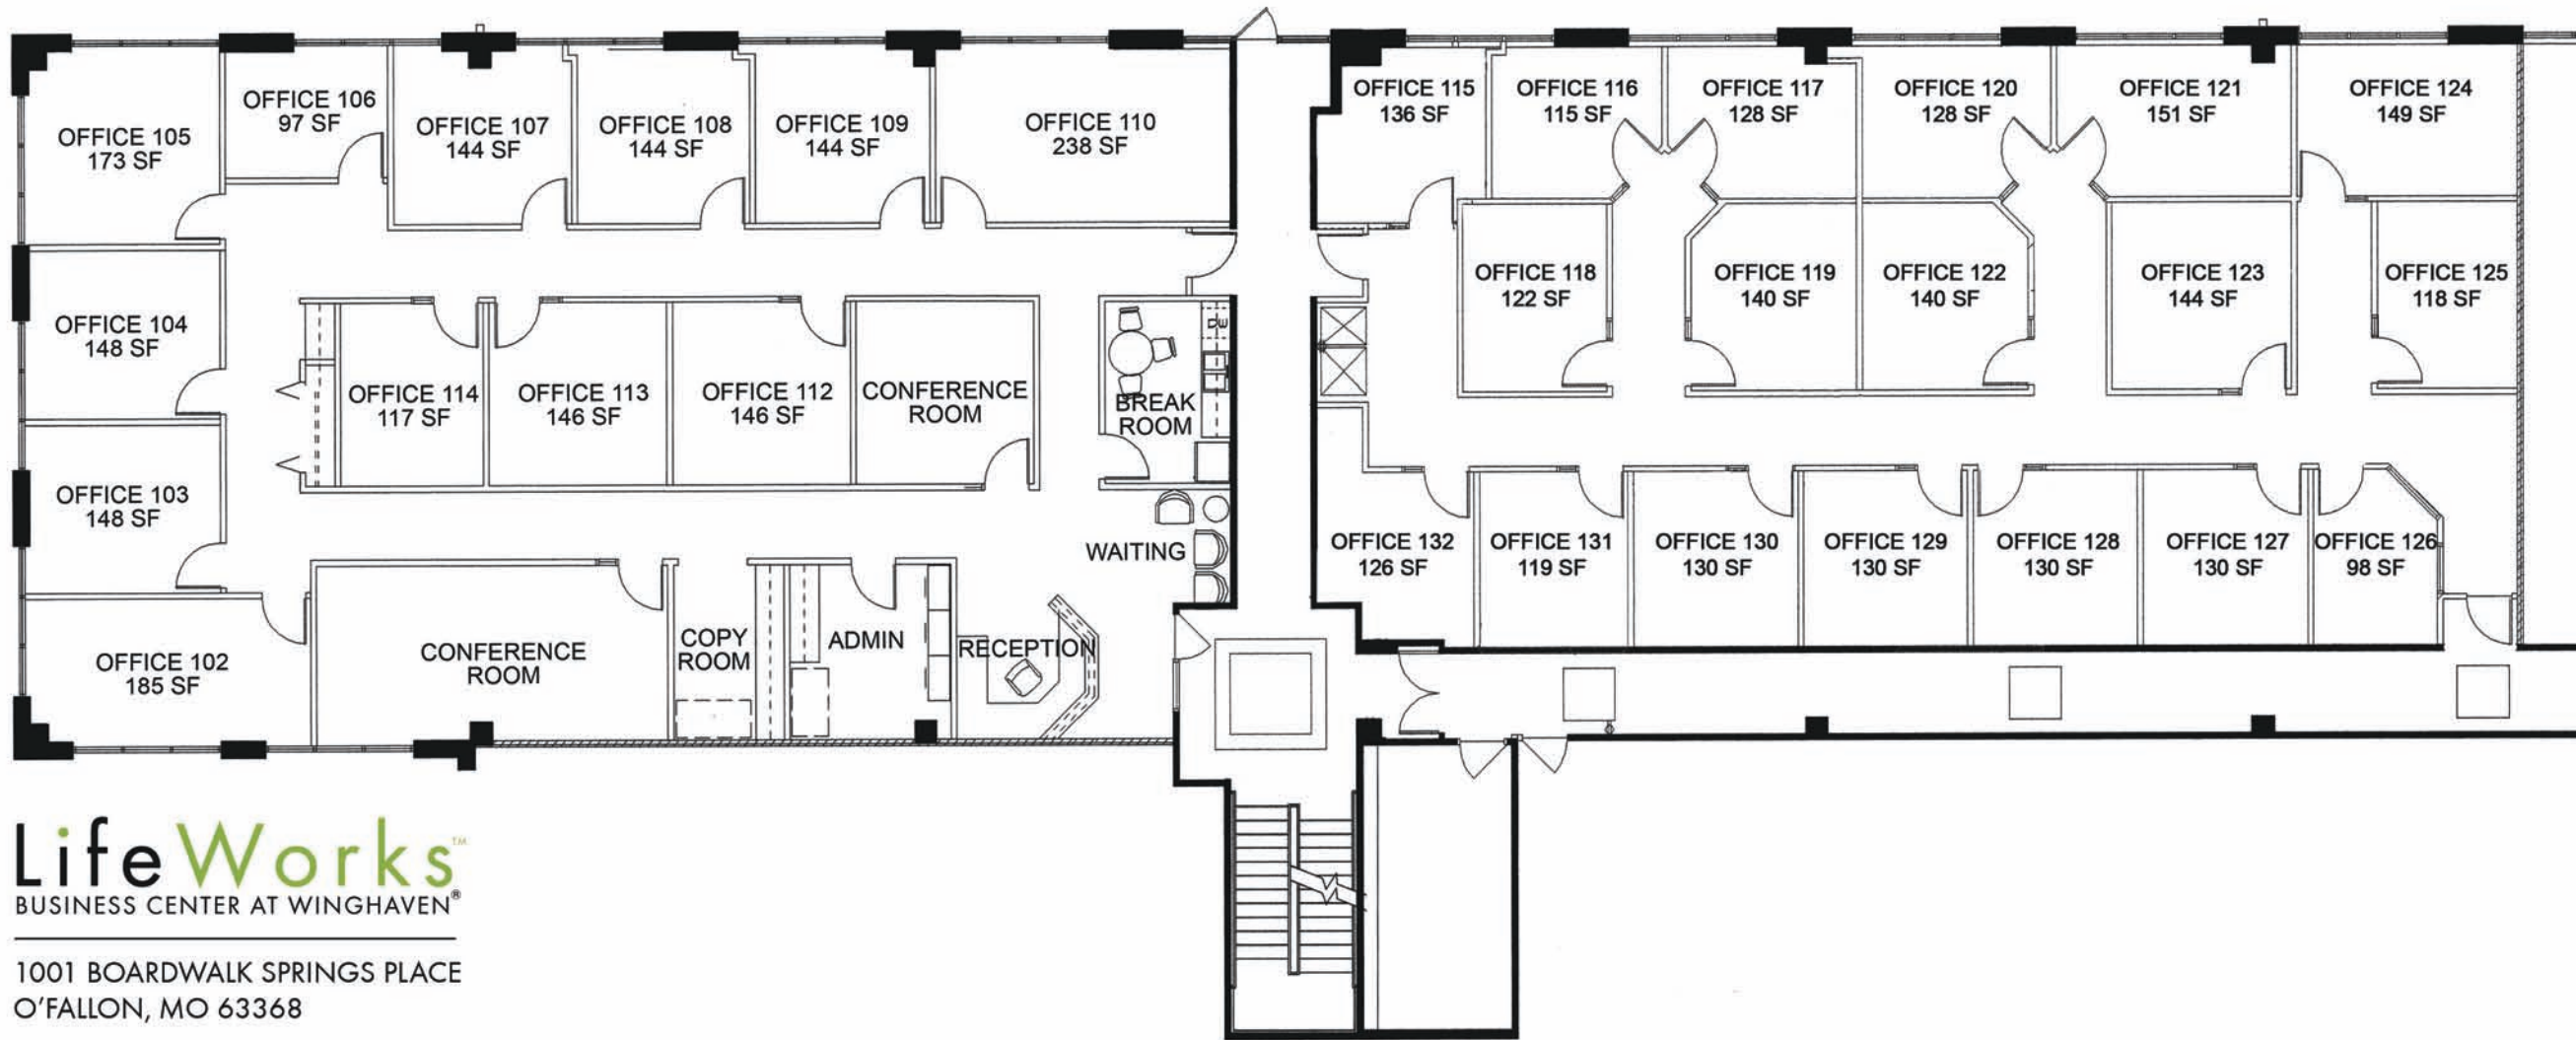 OFFICE 105
173 SF
OFFICE 106
97 SF
OFFICE 107
144 SF
OFFICE 108
144 SF
OFFICE 109
144 SF
OFFICE 110
238 SF
OFFICE 115
136 SF
OFFICE 116
115 SF
OFFICE 117
128 SF
OFFICE 120
128 SF
OFFICE 121
151 SF
OFFICE 124
149 SF
OFFICE 104
148 SF
OFFICE 118
122 SF
OFFICE 119
140 SF
OFFICE 122
140 SF
OFFICE 123
144 SF
OFFICE 125
118 SF
OFFICE 114
117 SF
OFFICE 113
146 SF
OFFICE 112
146 SF
CONFERENCE
ROOM
BREAK
ROOM
OFFICE 103
148 SF
WAITING
OFFICE 132
126 SF
OFFICE 131
119 SF
OFFICE 130
130 SF
OFFICE 129
130 SF
OFFICE 128
130 SF
OFFICE 127
130 SF
OFFICE 126
98 SF
OFFICE 102
185 SF
CONFERENCE
ROOM
COPY
ROOM
ADMIN
RECEPTION
LifeWorks™
BUSINESS CENTER AT WINGHAVEN®
1001 BOARDWALK SPRINGS PLACE
O'FALLON, MO 63368